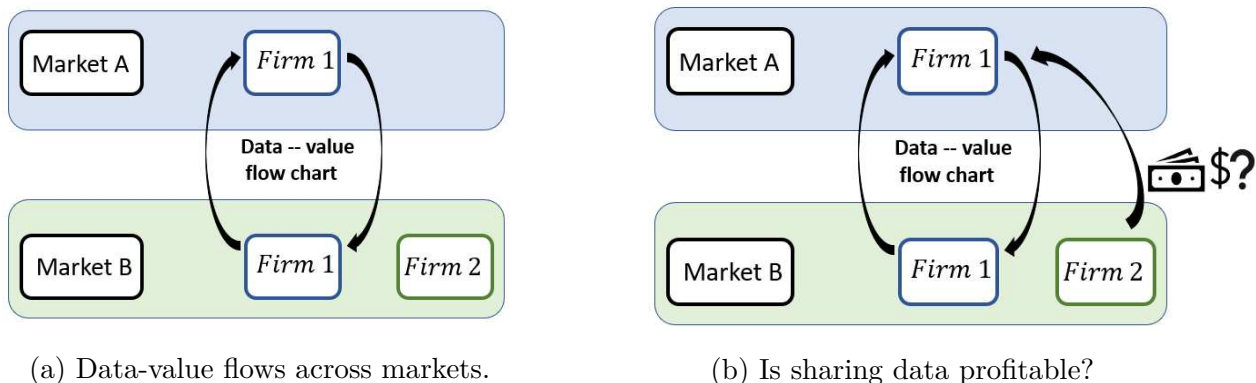 Market A
Firm 1
Data -- value
flow chart
Market B
Firm 1
Firm 2
(a) Data-value flows across markets.
Market A
Firm 1
Data -- value
flow chart
$?
Market B
Firm 1
Firm 2
(b) Is sharing data profitable?